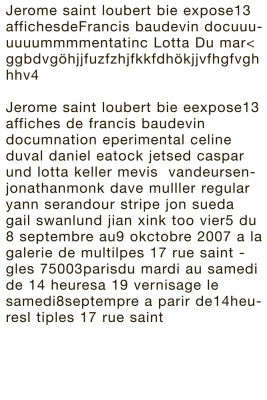 Jerome saint loubert bie expose13
affichesdeFrancis baudevin docuuu-
uuuummmmentatinc Lotta Du mar<
ggbdvgöhjjfuzfzhjfkkfdhökjjvfhgfvgh
hhv4

Jerome saint loubert bie eexpose13
affiches de francis baudevin
documnation eperimental celine
duval daniel eatock jetsed caspar
und lotta keller mevis  vandeursen-
jonathanmonk dave mulller regular
yann serandour stripe jon sueda
gail swanlund jian xink too vier5 du
8 septembre au9 okctobre 2007 a la
galerie de multilpes 17 rue saint -
gles 75003parisdu mardi au samedi
de 14 heuresa 19 vernisage le
samedi8septempre a parir de14heu-
resl tiples 17 rue saint